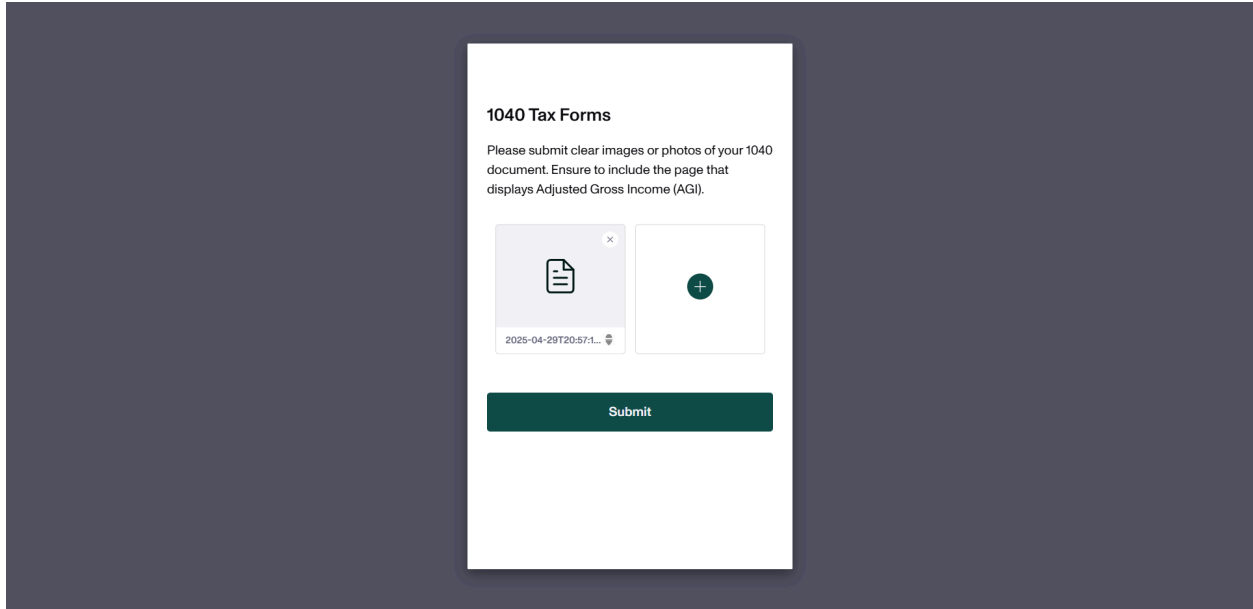 1040 Tax Forms
Please submit clear images or photos of your 1040
document. Ensure to include the page that
displays Adjusted Gross Income (AGI).
2025-04-29T20:57:1...
Submit